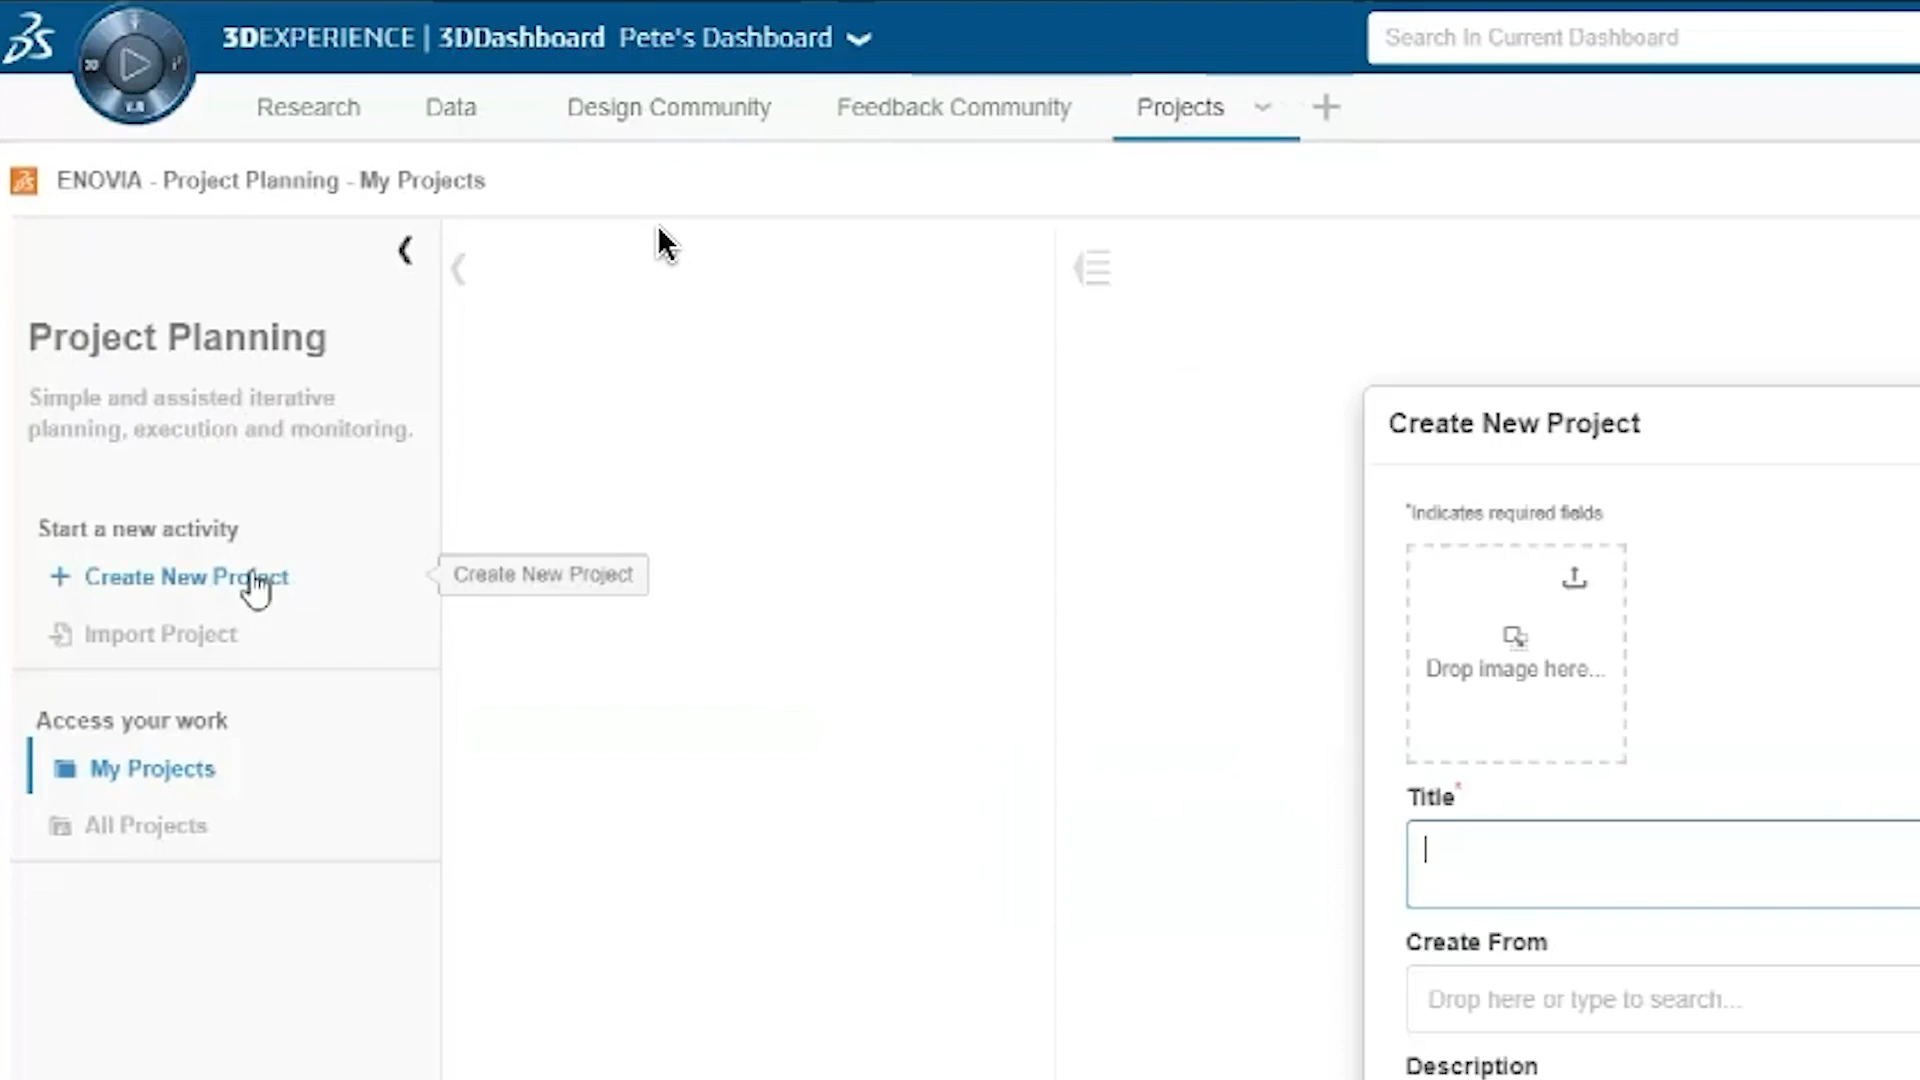 3DEXPERIENCE | 3DDashboard Pete's Dashboard
Search In Current Dashboard
3D
V.R
Research
Data
Design Community
Feedback Community
Projects
ENOVIA - Project Planning - My Projects
Project Planning
Simple and assisted iterative
planning, execution and monitoring.
Start a new activity
Create New Project
Create New Project
Import Project
Access your work
My Projects
All Projects
Create New Project
*Indicates required fields
Drop image here...
Title*
Create From
Drop here or type to search...
Description